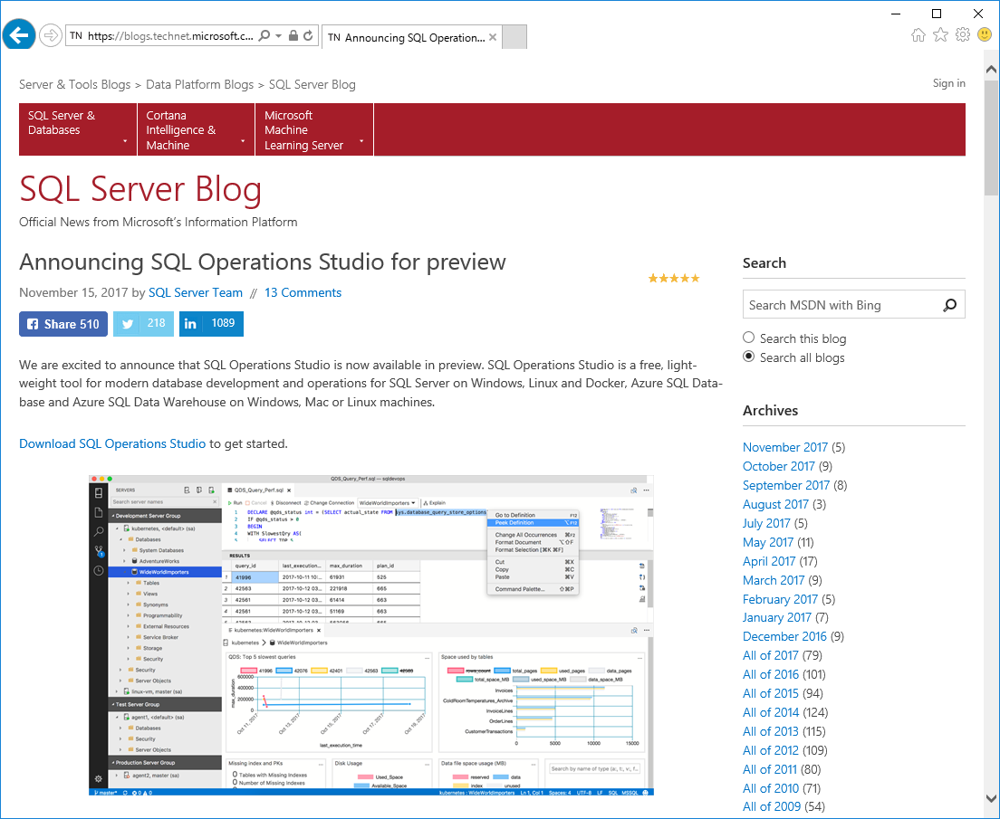 TN https://blogs.technet.microsoft.c...
TN Announcing SQL Operation...
Server & Tools Blogs > Data Platform Blogs > SQL Server Blog
Sign in
SQL Server &
Databases
Cortana
Intelligence &
Machine
Microsoft
Machine
Learning Server
SQL Server Blog
Official News from Microsoft's Information Platform
Announcing SQL Operations Studio for preview
November 15, 2017 by SQL Server Team // 13 Comments
Share 510
218
in 1089
We are excited to announce that SQL Operations Studio is now available in preview. SQL Operations Studio is a free, light-
weight tool for modern database development and operations for SQL Server on Windows, Linux and Docker, Azure SQL Data-
base and Azure SQL Data Warehouse on Windows, Mac or Linux machines.
Download SQL Operations Studio to get started.
QDS_Query_Perf.sql — sqldevops
SERVERS
Search server names
Development Server Group
kubernetes, <default> (sa)
Databases
System Databases
AdventureWorks
WideWorldImporters
Tables
Views
Synonyms
Programmability
External Resources
Service Broker
Storage
Security
Security
Server Objects
linux-vm, master (sa)
Test Server Group
agent1, <default> (sa)
Databases
Security
Server Objects
Production Server Group
agent2, master (sa)
QDS_Query_Perf.sql
Run Cancel Disconnect Change Connection WideWorldImporters Explain
1 DECLARE @qds_status int = (SELECT actual_state FROM sys.database_query_store_options
2 IF @qds_status > 0
3 BEGIN
4 WITH SlowestQry AS(
5 SELECT TOP 5
Go to Definition F12
Peek Definition ⌥F12
Change All Occurrences ⌘F2
Format Document ⌥⇧F
Format Selection [⌘K ⌘F]
Cut ⌘X
Copy ⌘C
Paste ⌘V
Command Palette... ⇧⌘P
RESULTS
query_id last_execution... max_duration plan_id
1 41996 2017-10-11 10:... 61931 525
2 42563 2017-10-12 03... 221918 665
3 42561 2017-10-12 03... 61414 663
4 42561 2017-10-12 03... 51169 663
kubernetes:WideWorldImporters
kubernetes > WideWorldImporters
QDS: Top 5 slowest queries
41996 42076 42401 42563 42583
max_duration
600000
400000
200000
0
Oct 11, 2017
Oct 13, 2017
Oct 15, 2017
Oct 17, 2017
Oct 19, 2017
last_execution_time
Space used by tables
rows_count total_pages used_pages data_pages
total_space_MB used_space_MB data_space_MB
Invoices
ColdRoomTemperatures_Archive
InvoiceLines
OrderLines
CustomerTransactions
0 5000 10000 15000
Missing index and PKs
0 Tables with Missing Indexes
0 Number of Missing Indexes
Disk Usage
Used_Space
Available_Space
Data file space usage (MB)
reserved data
index unused
Search by name of type (a:, t:, v:, f...
master* 0 0
kubernetes : WideWorldImporters Ln 1, Col 1 Spaces: 4 UTF-8 LF SQL MSSQL
Search
Search MSDN with Bing
Search this blog
Search all blogs
Archives
November 2017 (5)
October 2017 (9)
September 2017 (8)
August 2017 (3)
July 2017 (5)
May 2017 (11)
April 2017 (17)
March 2017 (9)
February 2017 (5)
January 2017 (7)
December 2016 (9)
All of 2017 (79)
All of 2016 (101)
All of 2015 (94)
All of 2014 (124)
All of 2013 (115)
All of 2012 (109)
All of 2011 (80)
All of 2010 (71)
All of 2009 (54)